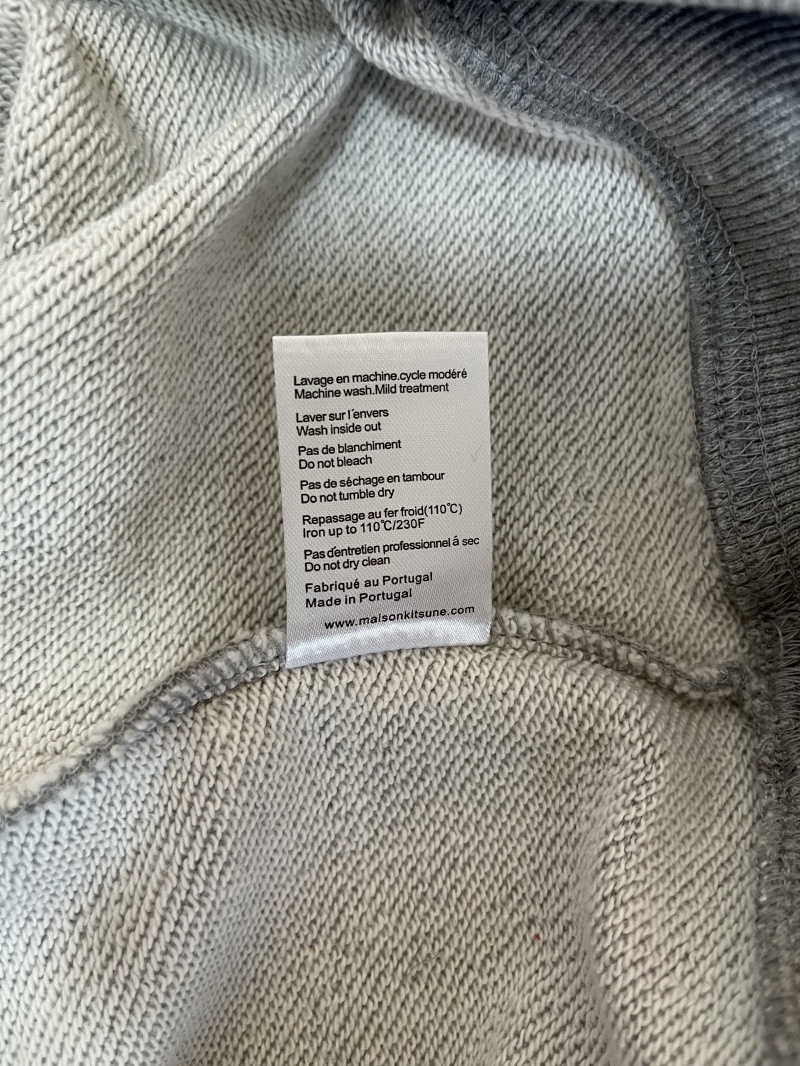 Lavage en machine.cycle modéré
Machine wash.Mild treatment
Laver sur l´envers
Wash inside out
Pas de blanchiment
Do not bleach
Pas de séchage en tambour
Do not tumble dry
Repassage au fer froid(110℃)
Iron up to 110℃/230F
Pas d´entretien professionnel á sec
Do not dry clean
Fabriqué au Portugal
Made in Portugal
www.maisonkitsune.com